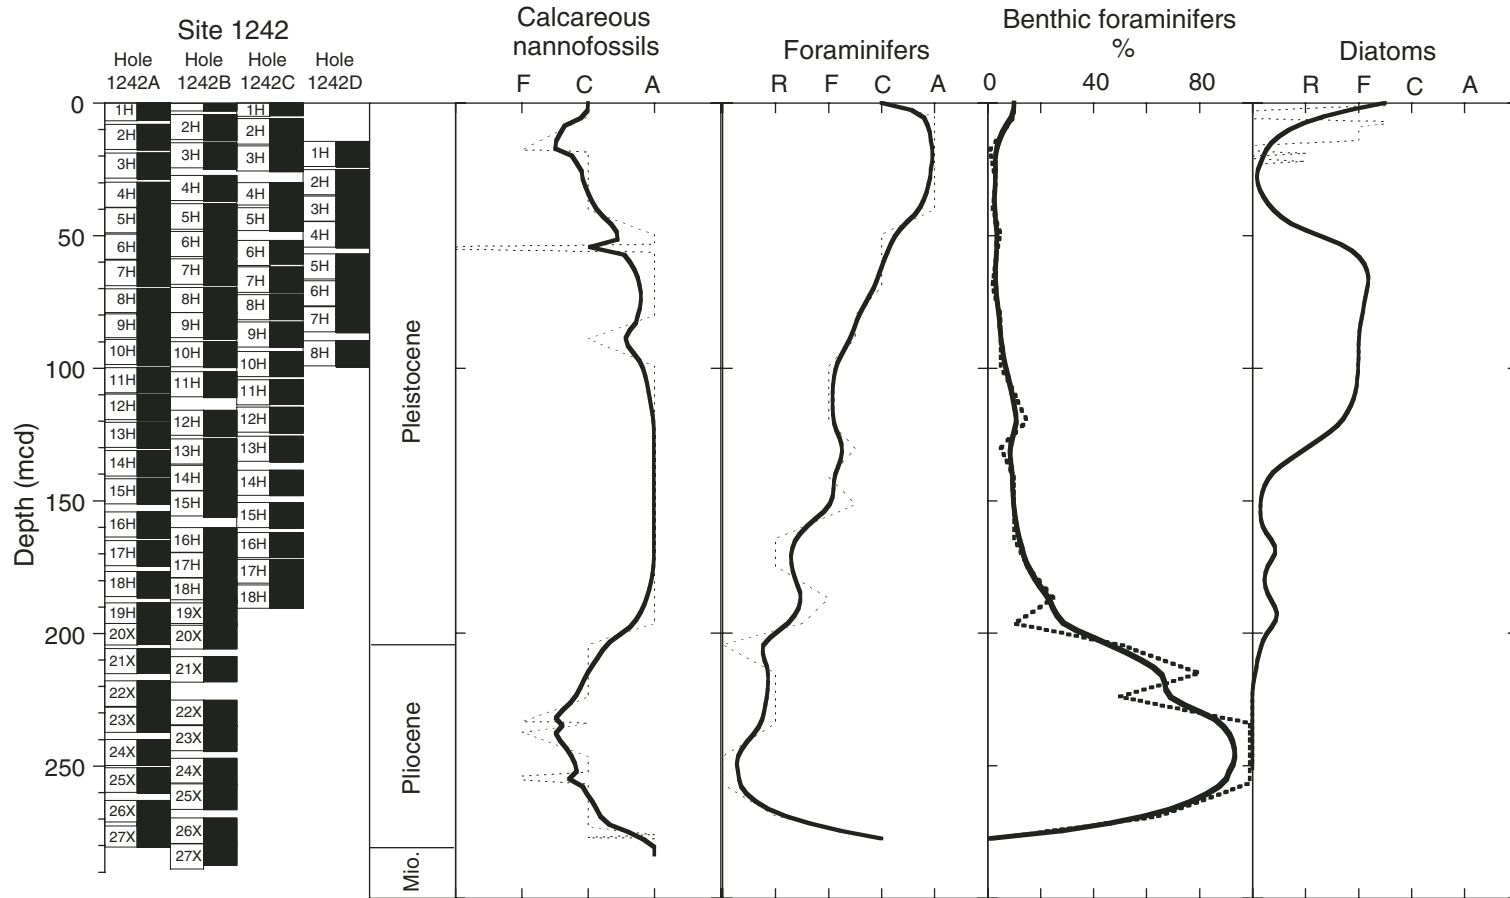 Site 1242
Hole
1242A
Hole
1242B
Hole
1242C
Hole
1242D
Calcareous
nannofossils
F C A
Foraminifers
R F C A
Benthic foraminifers
%
0 40 80
Diatoms
R F C A
Depth (mcd)
0
50
100
150
200
250
1H
2H
3H
4H
5H
6H
7H
8H
9H
10H
11H
12H
13H
14H
15H
16H
17H
18H
19H
20X
21X
22X
23X
24X
25X
26X
27X
2H
3H
4H
5H
6H
7H
8H
9H
10H
11H
12H
13H
14H
15H
16H
17H
18H
19X
20X
21X
22X
23X
24X
25X
26X
27X
1H
2H
3H
4H
5H
6H
7H
8H
9H
10H
11H
12H
13H
14H
15H
16H
17H
18H
1H
2H
3H
4H
5H
6H
7H
8H
Pleistocene
Pliocene
Mio.